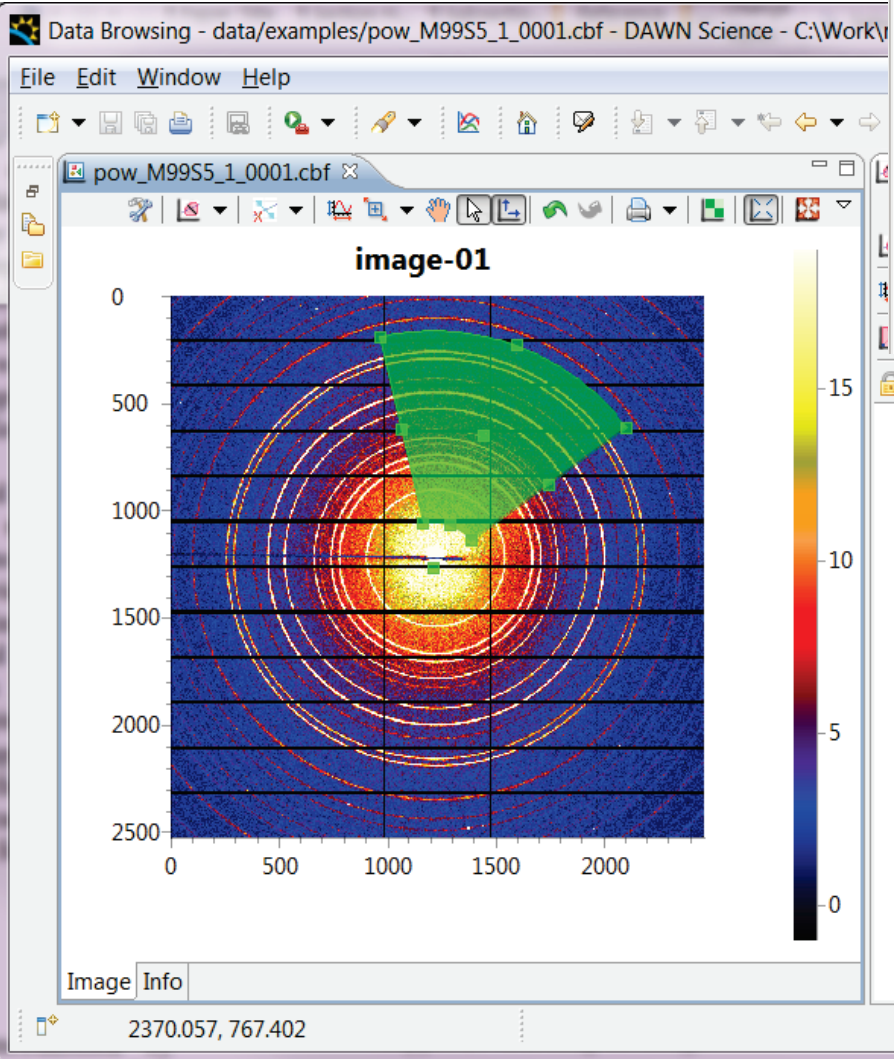 Data Browsing - data/examples/pow_M99S5_1_0001.cbf - DAWN Science - C:\Work\
File Edit Window Help
pow_M99S5_1_0001.cbf
image-01
0
500
1000
1500
2000
2500
0 500 1000 1500 2000
15
10
5
0
Image Info
2370.057, 767.402